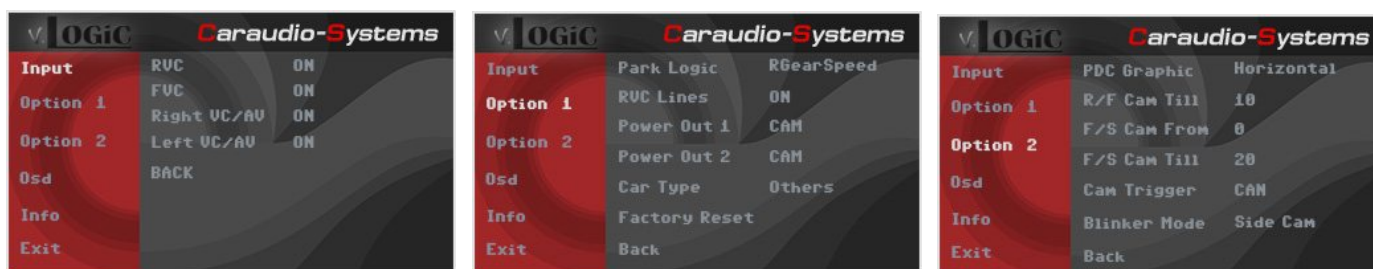 v.LOGiC Caraudio-Systems
Input RVC ON
FVC ON
Option 1 Right VC/AV ON
Option 2 Left VC/AV ON
Osd BACK
Info
Exit
v.LOGiC Caraudio-Systems
Input Park Logic RGearSpeed
Option 1 RVC Lines ON
Power Out 1 CAM
Option 2 Power Out 2 CAM
Osd Car Type Others
Info Factory Reset
Exit Back
v.LOGiC Caraudio-Systems
Input PDC Graphic Horizontal
Option 1 R/F Cam Till 10
F/S Cam From 0
Option 2 F/S Cam Till 20
Osd Cam Trigger CAN
Info Blinker Mode Side Cam
Exit Back